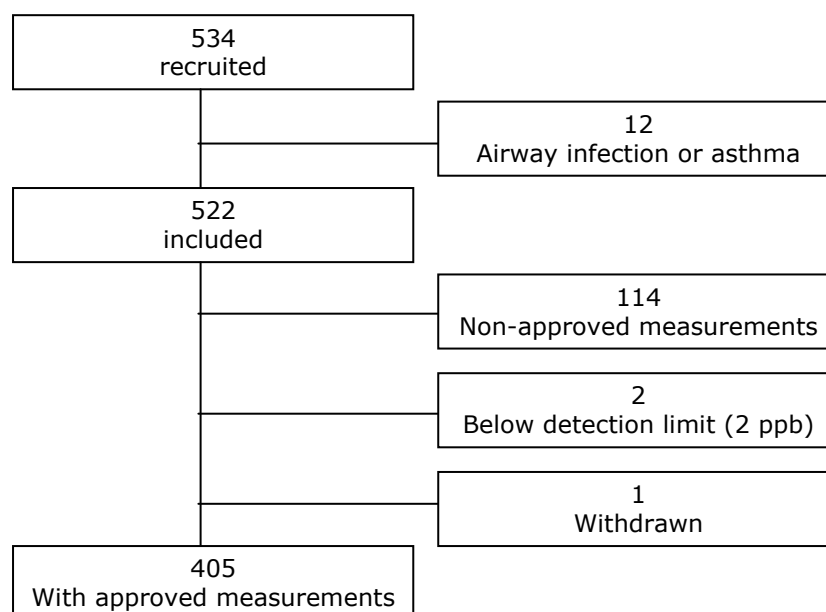 534
recruited
12
Airway infection or asthma
522
included
114
Non-approved measurements
2
Below detection limit (2 ppb)
1
Withdrawn
405
With approved measurements